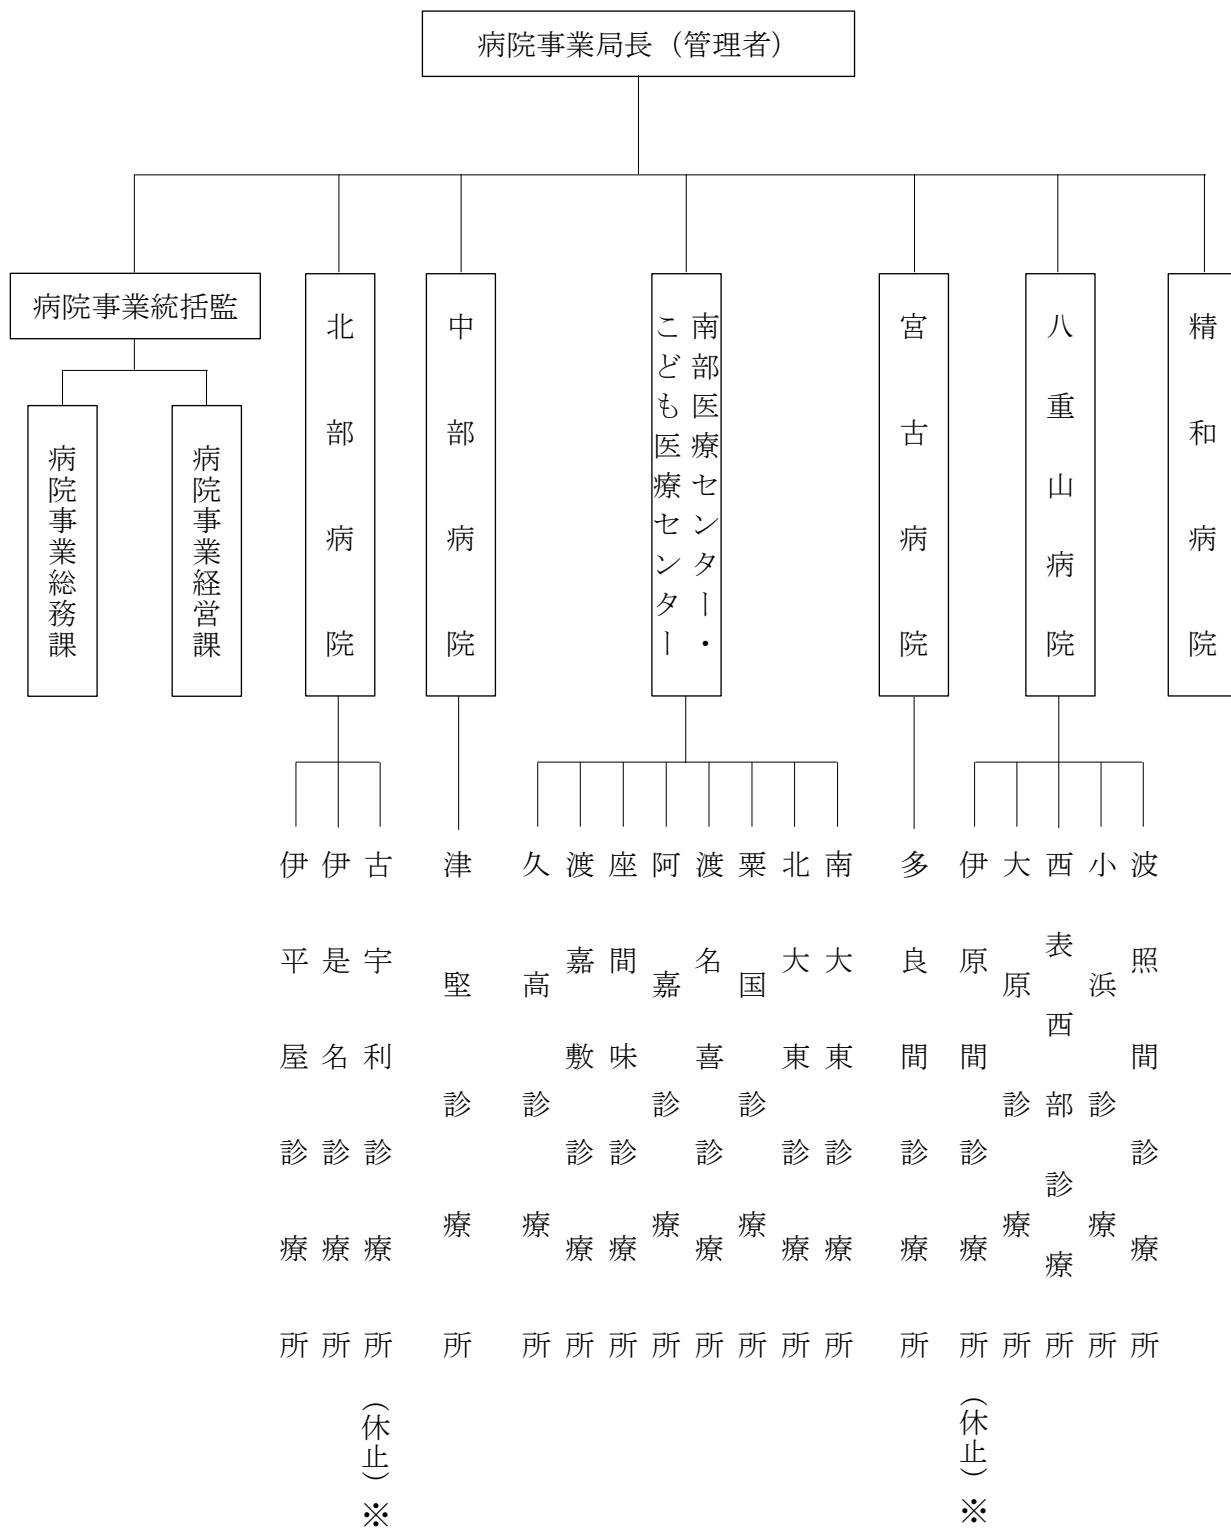 病院事業局長（管理者）
病院事業統括監
病院事業総務課
病院事業経営課
北部病院
中部病院
南部医療センター・
こども医療センター
宮古病院
八重山病院
精和病院
伊平屋診療所
伊是名診療所
古宇利診療所（休止）※
津堅診療所
久高診療所
渡嘉敷診療所
座間味診療所
阿嘉診療所
渡名喜診療所
粟国診療所
北大東診療所
南大東診療所
多良間診療所
伊原間診療所（休止）※
大原診療所
西表西部診療所
小浜診療所
波照間診療所